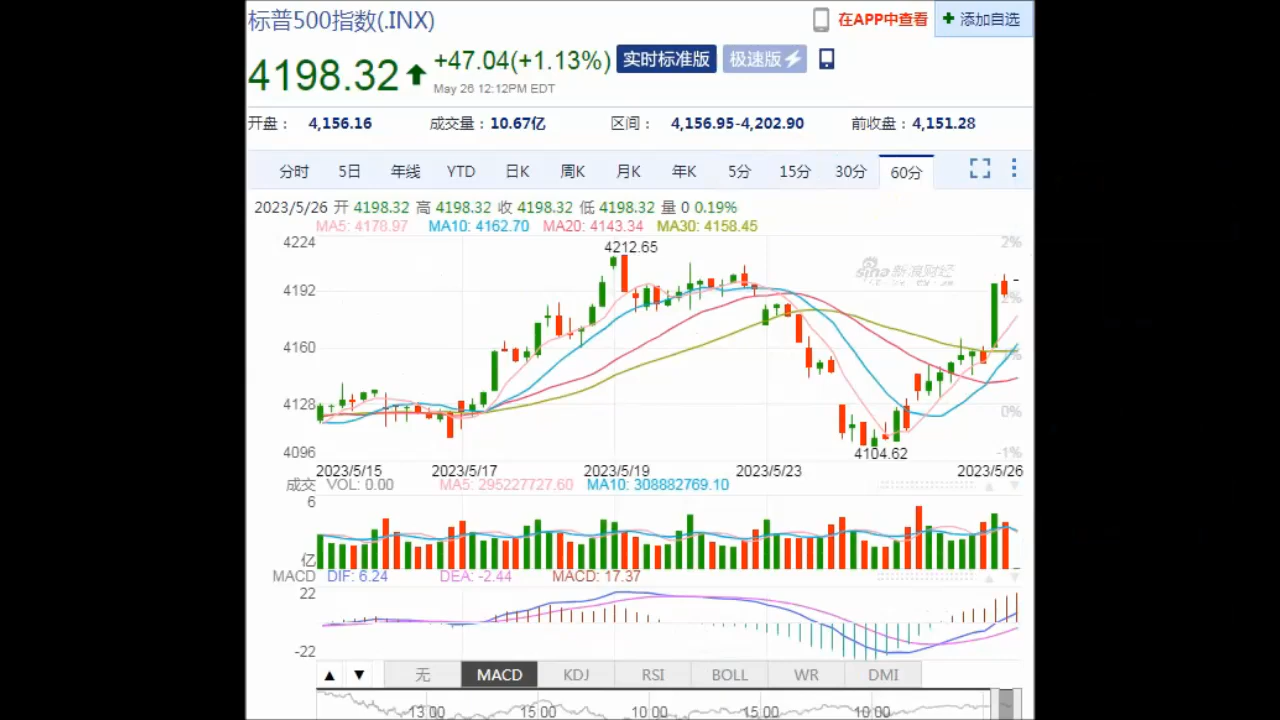 标普500指数(.INX)
在APP中查看
添加自选
4198.32
+47.04(+1.13%)
实时标准版
极速版
May 26 12:12PM EDT
开盘： 4,156.16
成交量：10.67亿
区间： 4,156.95-4,202.90
前收盘：4,151.28
分时 5日 年线 YTD 日K 周K 月K 年K 5分 15分 30分 60分
2023/5/26 开 4198.32 高 4198.32 收 4198.32 低 4198.32 量 0 0.19%
MA5: 4178.97 MA10: 4162.70 MA20: 4143.34 MA30: 4158.45
4224
2%
4212.65
sina新浪财经
4192
2%
4160
4128
0%
4104.62
4096
-1%
2023/5/15 2023/5/17 2023/5/19 2023/5/23 2023/5/26
成交 VOL: 0.00 MA5: 295227727.60 MA10: 308882769.10
6
亿
MACD DIF: 6.24 DEA: -2.44 MACD: 17.37
22
-22
无 MACD KDJ RSI BOLL WR DMI
13:00 15:00 10:00 15:00 10:00